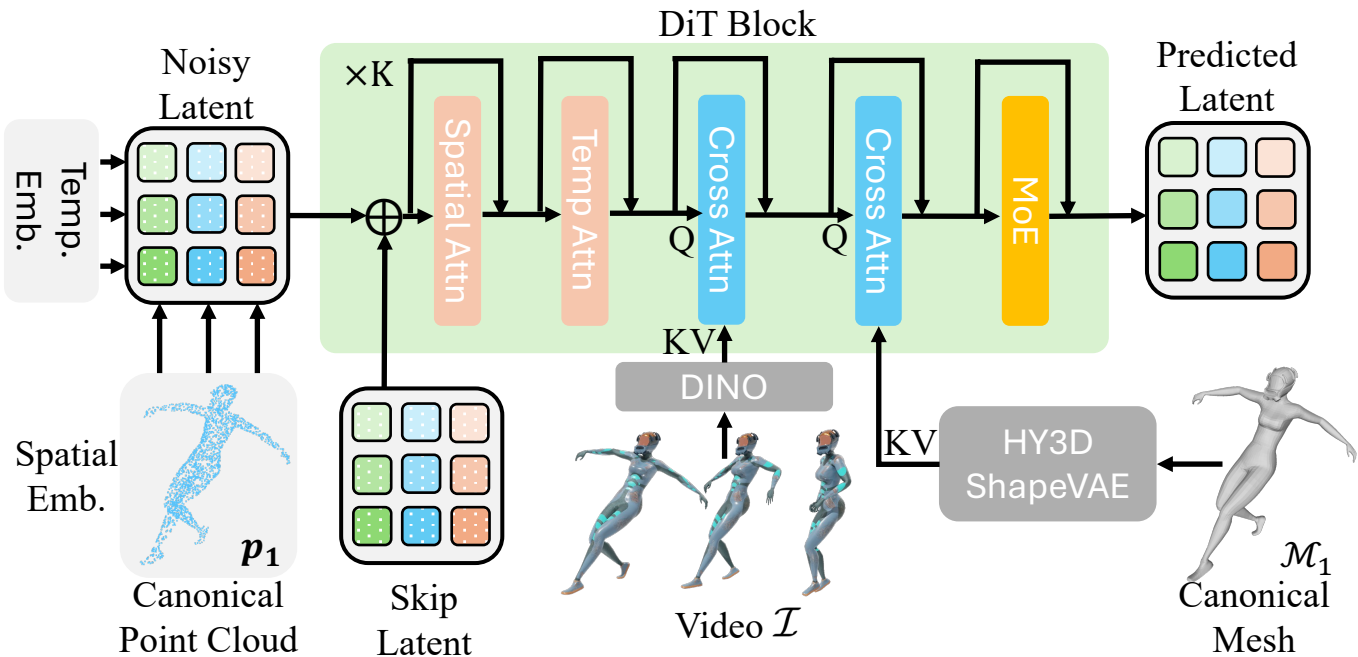 DiT Block
Noisy
Latent
×K
Predicted
Latent
Temp.
Emb.
Spatial Attn
Temp Attn
Cross Attn
Cross Attn
MoE
Q
Q
KV
DINO
KV
HY3D
ShapeVAE
Spatial
Emb.
p₁
Canonical
Point Cloud
Skip
Latent
Video ℐ
ℳ₁
Canonical
Mesh